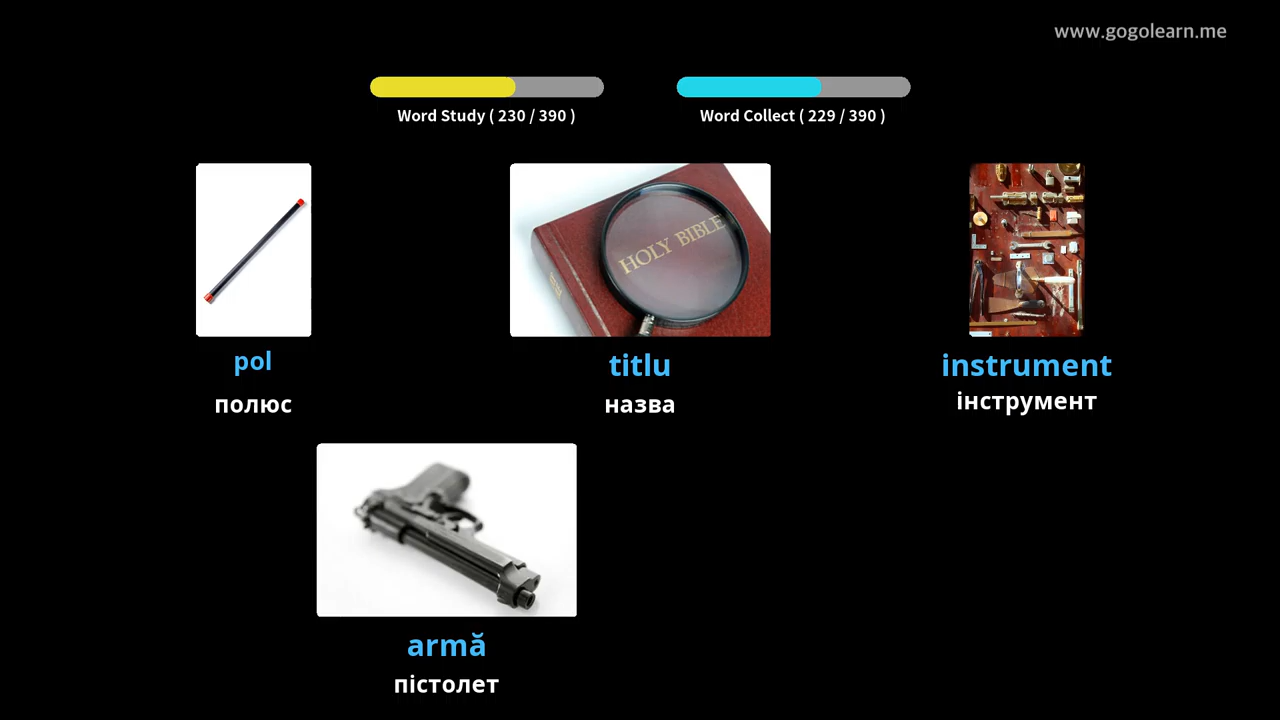 www.gogolearn.me
Word Study ( 230 / 390 )
Word Collect ( 229 / 390 )
HOLY BIBLE
pol
titlu
instrument
полюс
назва
інструмент
armă
пістолет